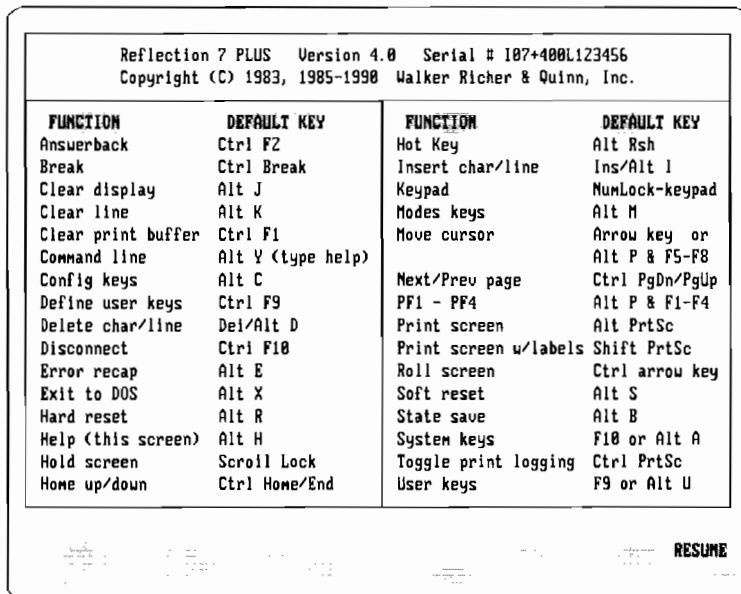 Reflection 7 PLUS Version 4.0 Serial # I07+400L123456
Copyright (C) 1983, 1985-1990 Walker Richer & Quinn, Inc.
FUNCTION DEFAULT KEY
Answerback Ctrl F2
Break Ctrl Break
Clear display Alt J
Clear line Alt K
Clear print buffer Ctrl F1
Command line Alt Y (type help)
Config keys Alt C
Define user keys Ctrl F9
Delete char/line Del/Alt D
Disconnect Ctrl F10
Error recap Alt E
Exit to DOS Alt X
Hard reset Alt R
Help (this screen) Alt H
Hold screen Scroll Lock
Home up/down Ctrl Home/End
FUNCTION DEFAULT KEY
Hot Key Alt Rsh
Insert char/line Ins/Alt I
Keypad NumLock-keypad
Modes keys Alt M
Move cursor Arrow key or
Alt P & F5-F8
Next/Prev page Ctrl PgDn/PgUp
PF1 - PF4 Alt P & F1-F4
Print screen Alt PrtSc
Print screen w/labels Shift PrtSc
Roll screen Ctrl arrow key
Soft reset Alt S
State save Alt B
System keys F10 or Alt A
Toggle print logging Ctrl PrtSc
User keys F9 or Alt U
RESUME